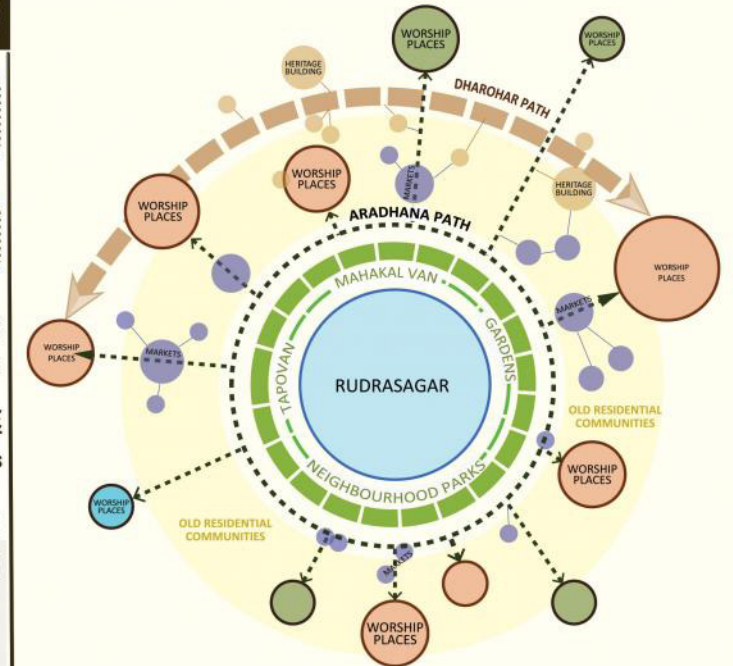 WORSHIP
PLACES
WORSHIP
PLACES
HERITAGE
BUILDING
DHAROHAR PATH
WORSHIP
PLACES
MARKETS
HERITAGE
BUILDING
WORSHIP
PLACES
ARADHANA PATH
WORSHIP
PLACES
MAHAKAL VAN
GARDENS
MARKETS
WORSHIP
PLACES
MARKETS
TAPOVAN
RUDRASAGAR
OLD RESIDENTIAL
COMMUNITIES
NEIGHBOURHOOD PARKS
WORSHIP
PLACES
WORSHIP
PLACES
OLD RESIDENTIAL
COMMUNITIES
MARKETS
WORSHIP
PLACES